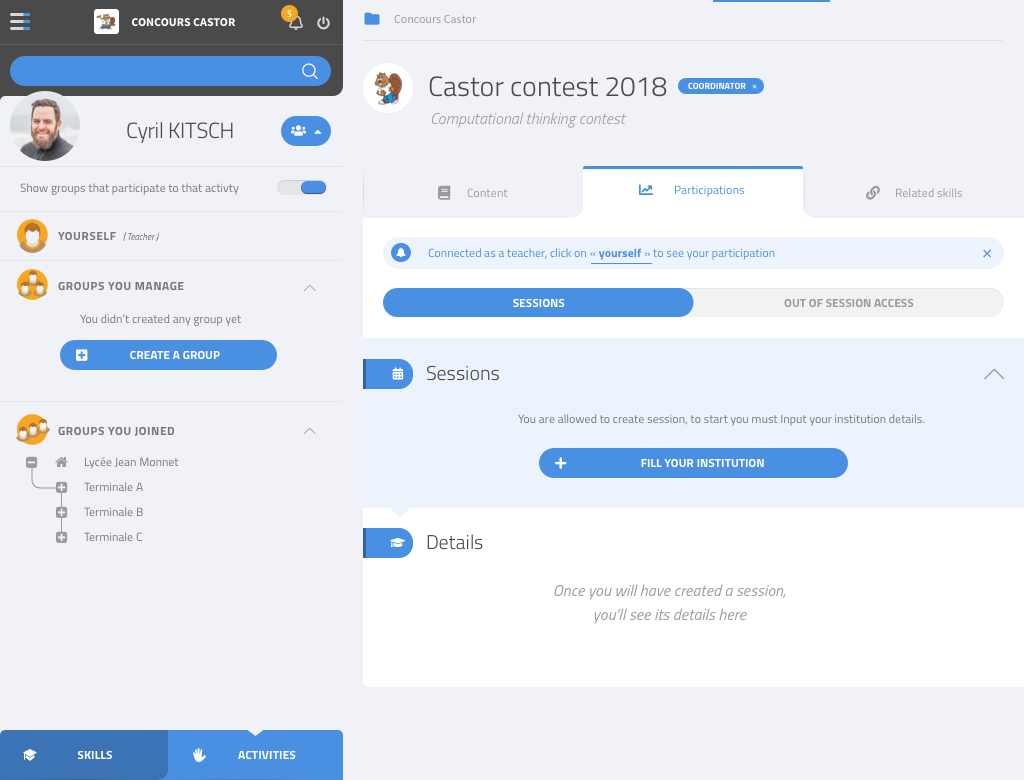 CONCOURS CASTOR
5
Cyril KITSCH
Show groups that participate to that activty
YOURSELF (Teacher)
GROUPS YOU MANAGE
You didn't created any group yet
CREATE A GROUP
GROUPS YOU JOINED
Lycée Jean Monnet
Terminale A
Terminale B
Terminale C
SKILLS
ACTIVITIES
Concours Castor
Castor contest 2018
COORDINATOR ×
Computational thinking contest
Content
Participations
Related skills
Connected as a teacher, click on « yourself » to see your participation
SESSIONS
OUT OF SESSION ACCESS
Sessions
You are allowed to create session, to start you must Input your institution details.
FILL YOUR INSTITUTION
Details
Once you will have created a session,
you'll see its details here